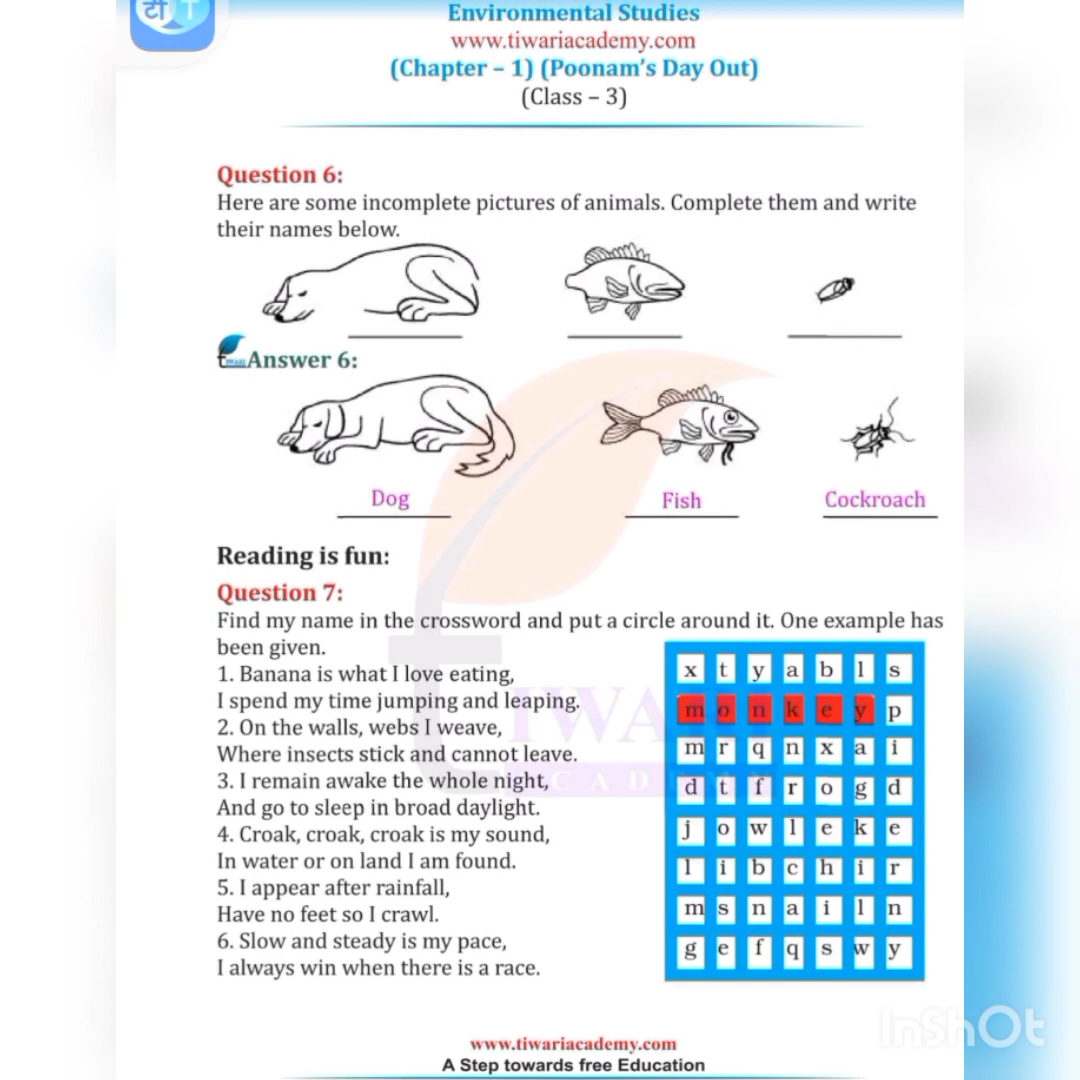 टी T
Environmental Studies
www.tiwariacademy.com
(Chapter – 1) (Poonam's Day Out)
(Class – 3)
Question 6:
Here are some incomplete pictures of animals. Complete them and write
their names below.
Answer 6:
Dog Fish Cockroach
Reading is fun:
Question 7:
Find my name in the crossword and put a circle around it. One example has
been given.
1. Banana is what I love eating,
I spend my time jumping and leaping.
2. On the walls, webs I weave,
Where insects stick and cannot leave.
3. I remain awake the whole night,
And go to sleep in broad daylight.
4. Croak, croak, croak is my sound,
In water or on land I am found.
5. I appear after rainfall,
Have no feet so I crawl.
6. Slow and steady is my pace,
I always win when there is a race.
x t y a b l s
m o n k e y p
m r q n x a i
d t f r o g d
j o w l e k e
l i b c h i r
m s n a i l n
g e f q s w y
TIWARI
ACADEMY
www.tiwariacademy.com
A Step towards free Education
InShOt